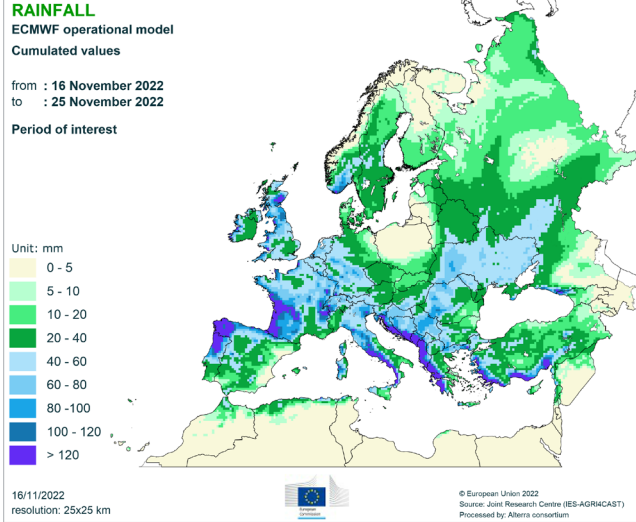 RAINFALL
ECMWF operational model
Cumulated values
from : 16 November 2022
to : 25 November 2022
Period of interest
Unit: mm
0 - 5
5 - 10
10 - 20
20 - 40
40 - 60
60 - 80
80 -100
100 - 120
> 120
16/11/2022
resolution: 25x25 km
European
Commission
© European Union 2022
Source: Joint Research Centre (IES-AGRI4CAST)
Processed by: Alterra consortium